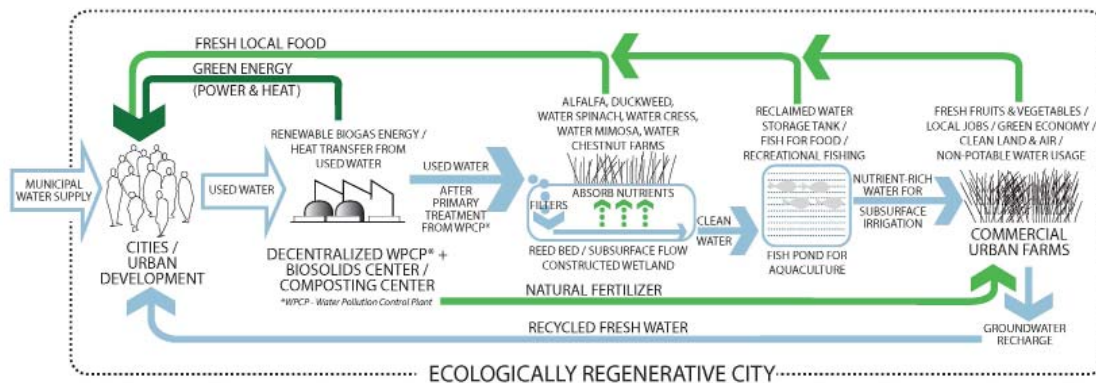 FRESH LOCAL FOOD
GREEN ENERGY
(POWER & HEAT)
MUNICIPAL
WATER SUPPLY
CITIES /
URBAN
DEVELOPMENT
USED WATER
RENEWABLE BIOGAS ENERGY /
HEAT TRANSFER FROM
USED WATER
DECENTRALIZED WPCP* +
BIOSOLIDS CENTER /
COMPOSTING CENTER
*WPCP - Water Pollution Control Plant
USED WATER
AFTER
PRIMARY
TREATMENT
FROM WPCP*
ALFALFA, DUCKWEED,
WATER SPINACH, WATER CRESS,
WATER MIMOSA, WATER
CHESTNUT FARMS
ABSORB NUTRIENTS
FILTERS
REED BED / SUBSURFACE FLOW
CONSTRUCTED WETLAND
CLEAN
WATER
RECLAIMED WATER
STORAGE TANK /
FISH FOR FOOD /
RECREATIONAL FISHING
FISH POND FOR
AQUACULTURE
NUTRIENT-RICH
WATER FOR
SUBSURFACE
IRRIGATION
FRESH FRUITS & VEGETABLES /
LOCAL JOBS / GREEN ECONOMY /
CLEAN LAND & AIR /
NON-POTABLE WATER USAGE
COMMERCIAL
URBAN FARMS
NATURAL FERTILIZER
RECYCLED FRESH WATER
GROUNDWATER
RECHARGE
ECOLOGICALLY REGENERATIVE CITY